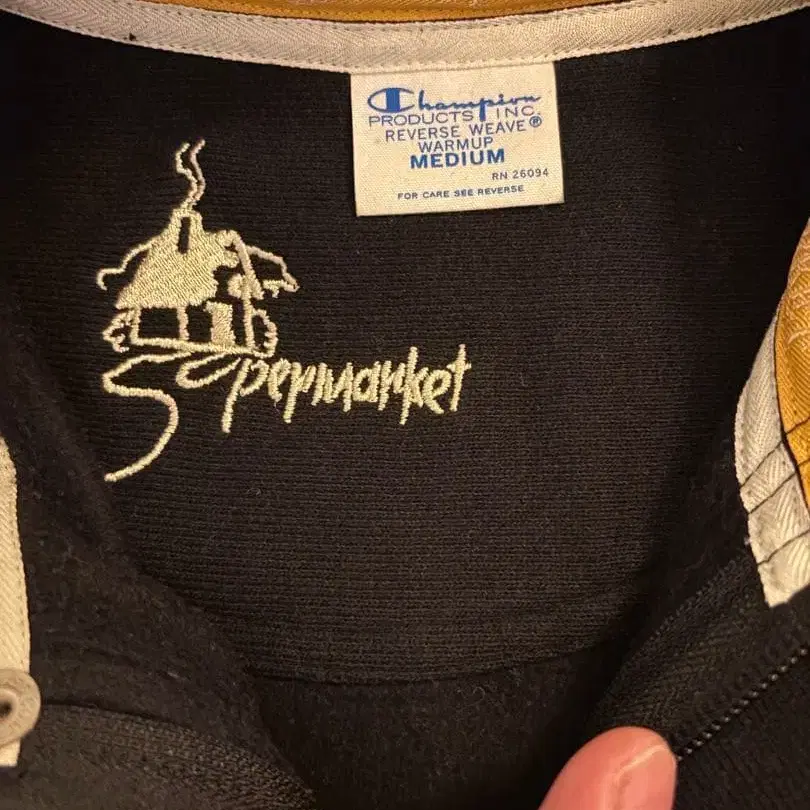 Champion
PRODUCTS INC.
REVERSE WEAVE®
WARMUP
MEDIUM
RN 26094
FOR CARE SEE REVERSE
Supermarket